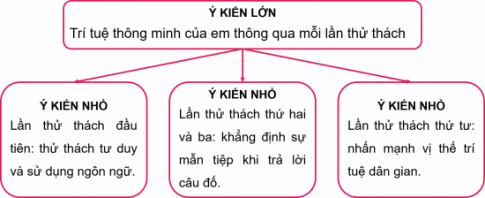 Ý KIẾN LỚN
Trí tuệ thông minh của em thông qua mỗi lần thử thách
Ý KIẾN NHỎ
Lần thử thách đầu
tiên: thử thách tư duy
và sử dụng ngôn ngữ.
Ý KIẾN NHỎ
Lần thử thách thứ hai
và ba: khẳng định sự
mẫn tiệp khi trả lời
câu đố.
Ý KIẾN NHỎ
Lần thử thách thứ tư:
nhấn mạnh vị thế trí
tuệ dân gian.